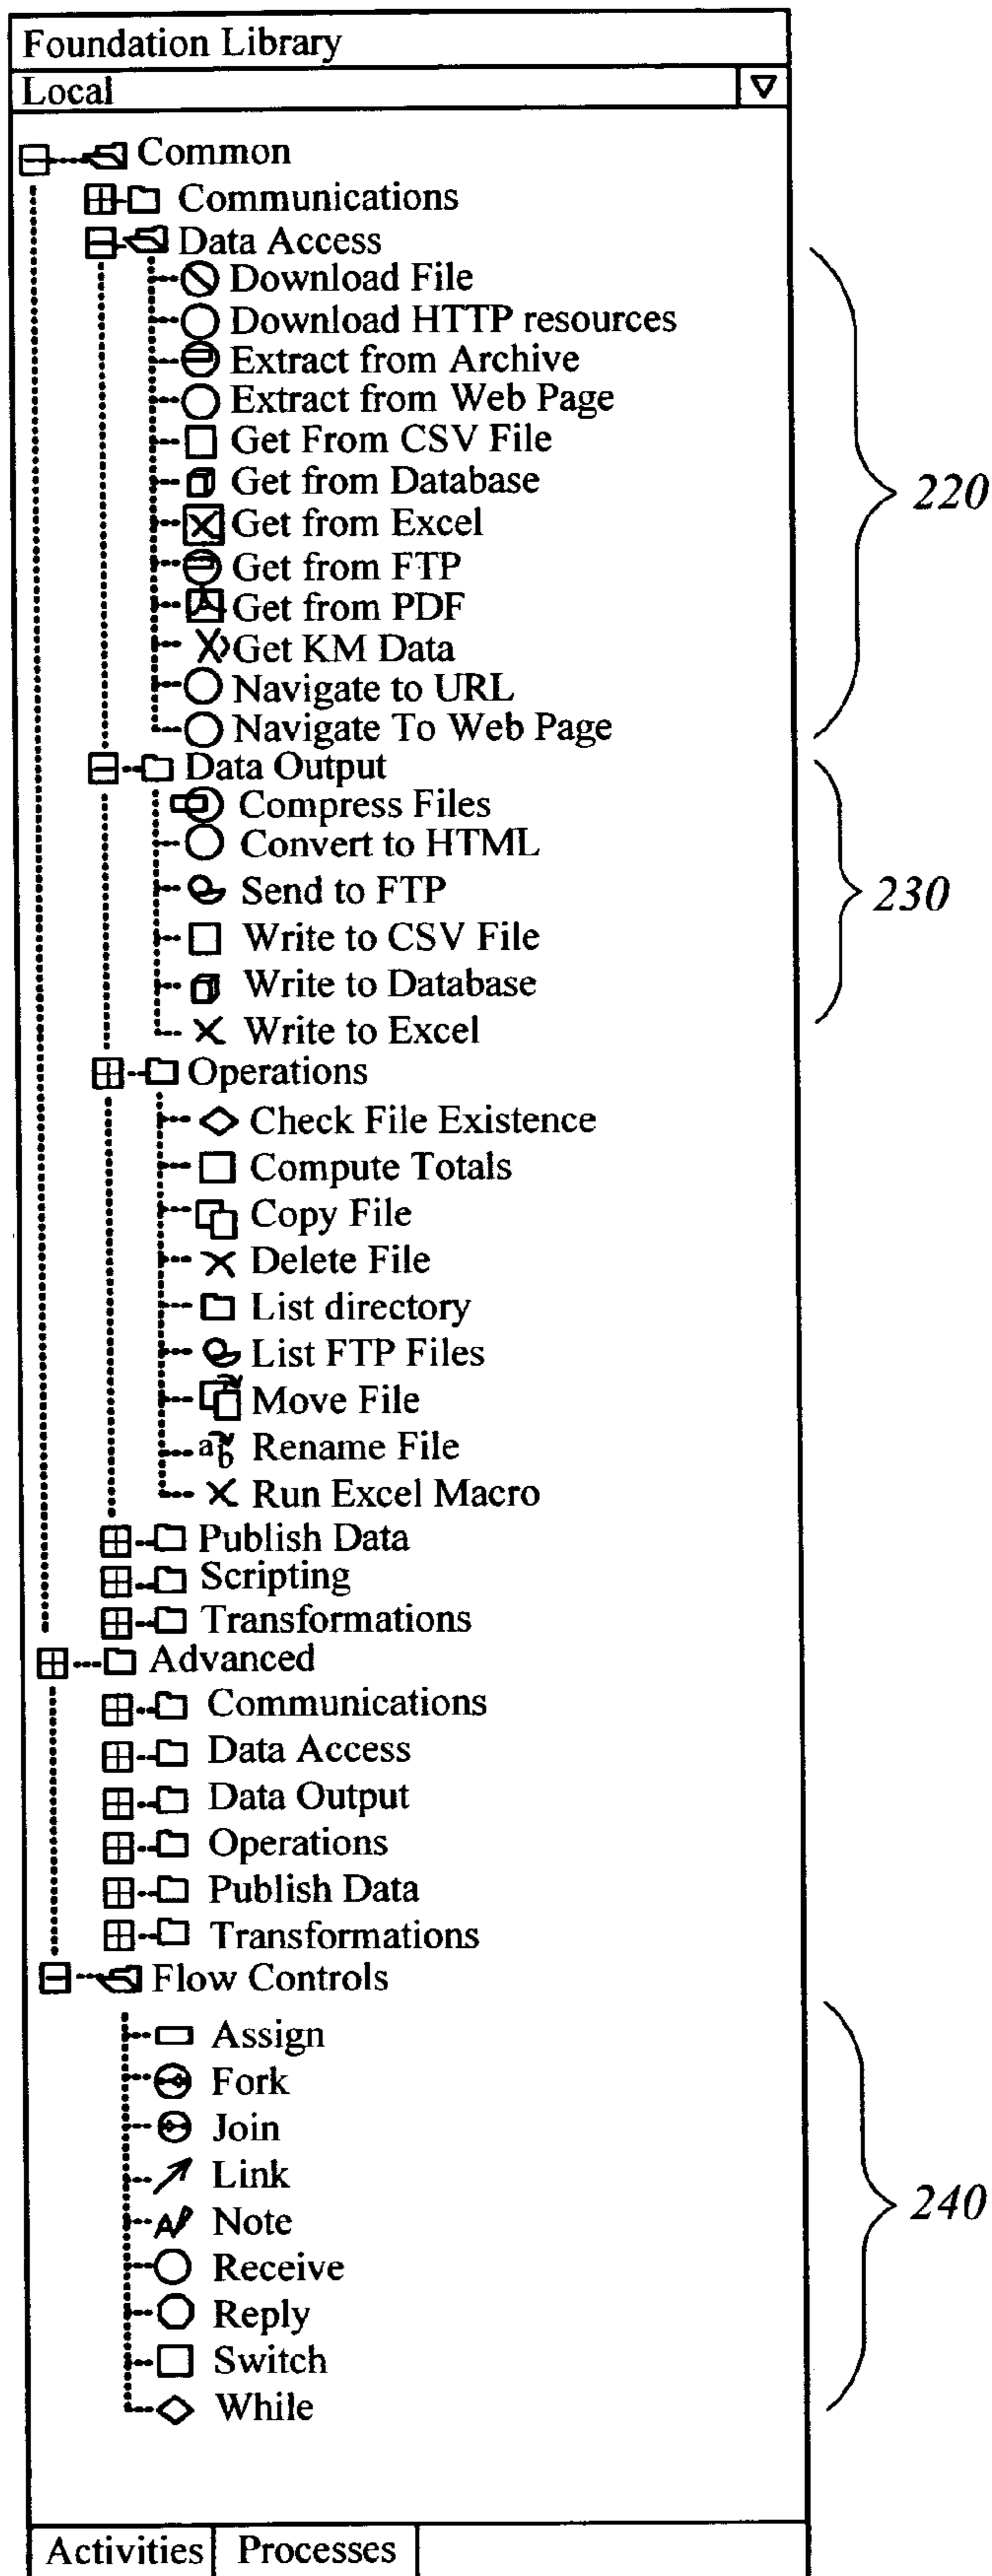 Foundation Library
Local
Common
Communications
Data Access
Download File
Download HTTP resources
Extract from Archive
Extract from Web Page
Get From CSV File
Get from Database
Get from Excel
220
Get from FTP
Get from PDF
Get KM Data
Navigate to URL
Navigate To Web Page
Data Output
Compress Files
Convert to HTML
Send to FTP
230
Write to CSV File
Write to Database
Write to Excel
Operations
Check File Existence
Compute Totals
Copy File
Delete File
List directory
List FTP Files
Move File
Rename File
Run Excel Macro
Publish Data
Scripting
Transformations
Advanced
Communications
Data Access
Data Output
Operations
Publish Data
Transformations
Flow Controls
Assign
Fork
Join
Link
240
Note
Receive
Reply
Switch
While
Activities Processes